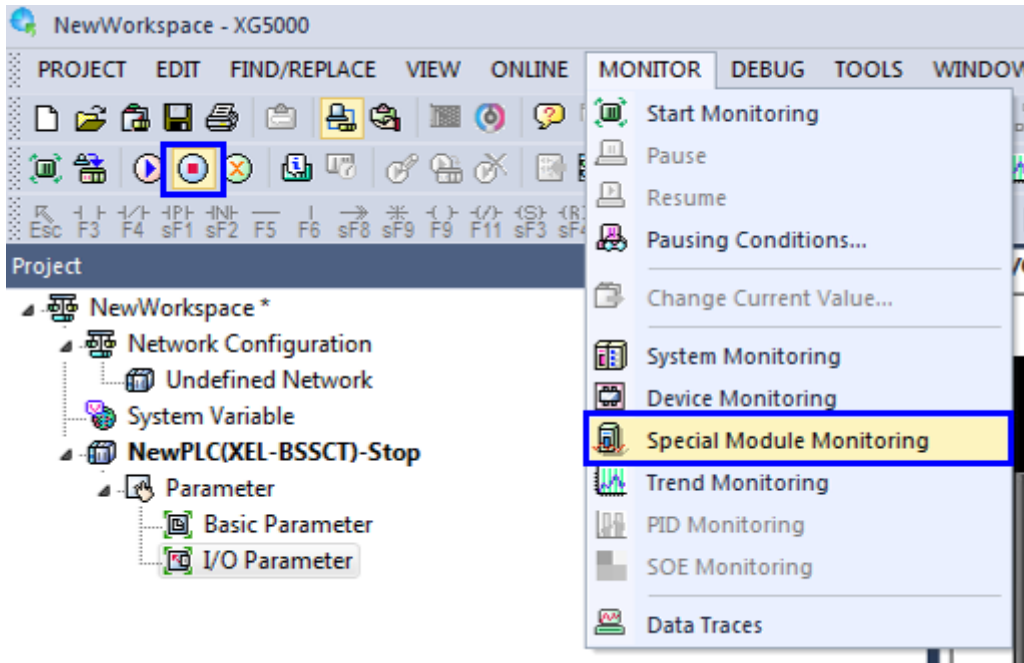 NewWorkspace - XG5000
PROJECT EDIT FIND/REPLACE VIEW ONLINE MONITOR DEBUG TOOLS
Esc F3 F4 sF1 sF2 F5 F6 sF8 sF9 F9 F11 sF3
Project
NewWorkspace *
Network Configuration
Undefined Network
System Variable
NewPLC(XEL-BSSCT)-Stop
Parameter
Basic Parameter
I/O Parameter
Start Monitoring
Pause
Resume
Pausing Conditions...
Change Current Value...
System Monitoring
Device Monitoring
Special Module Monitoring
Trend Monitoring
PID Monitoring
SOE Monitoring
Data Traces